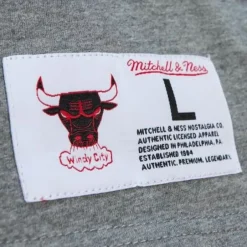 Mitchell & Ness
L
Windy City
MITCHELL & NESS NOSTALGIA CO.
AUTHENTIC LICENSED APPAREL
DESIGNED IN PHILADELPHIA, PA
ESTABLISHED 1904
AUTHENTIC. PREMIUM. LEGENDARY.